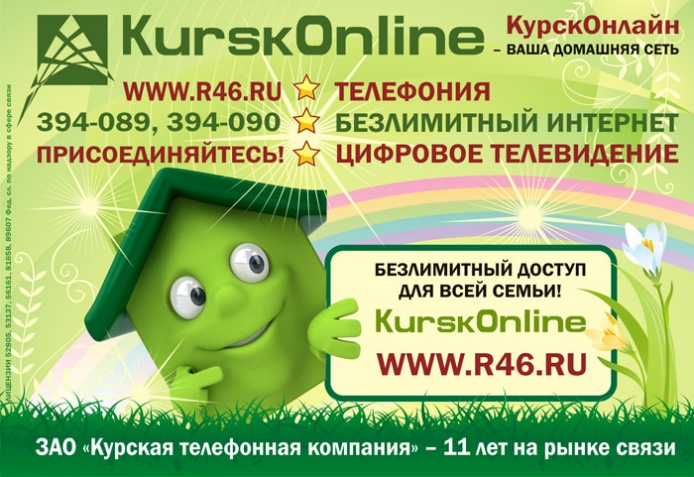 KurskOnline
КурскОнлайн
– ВАША ДОМАШНЯЯ СЕТЬ
WWW.R46.RU ТЕЛЕФОНИЯ
394-089, 394-090 БЕЗЛИМИТНЫЙ ИНТЕРНЕТ
ПРИСОЕДИНЯЙТЕСЬ! ЦИФРОВОЕ ТЕЛЕВИДЕНИЕ
ЛИЦЕНЗИИ 52805, 53137, 56161, 81658, 89607 Фед. сл. по надзору в сфере связи
БЕЗЛИМИТНЫЙ ДОСТУП
ДЛЯ ВСЕЙ СЕМЬИ!
KurskOnline
WWW.R46.RU
ЗАО «Курская телефонная компания» – 11 лет на рынке связи